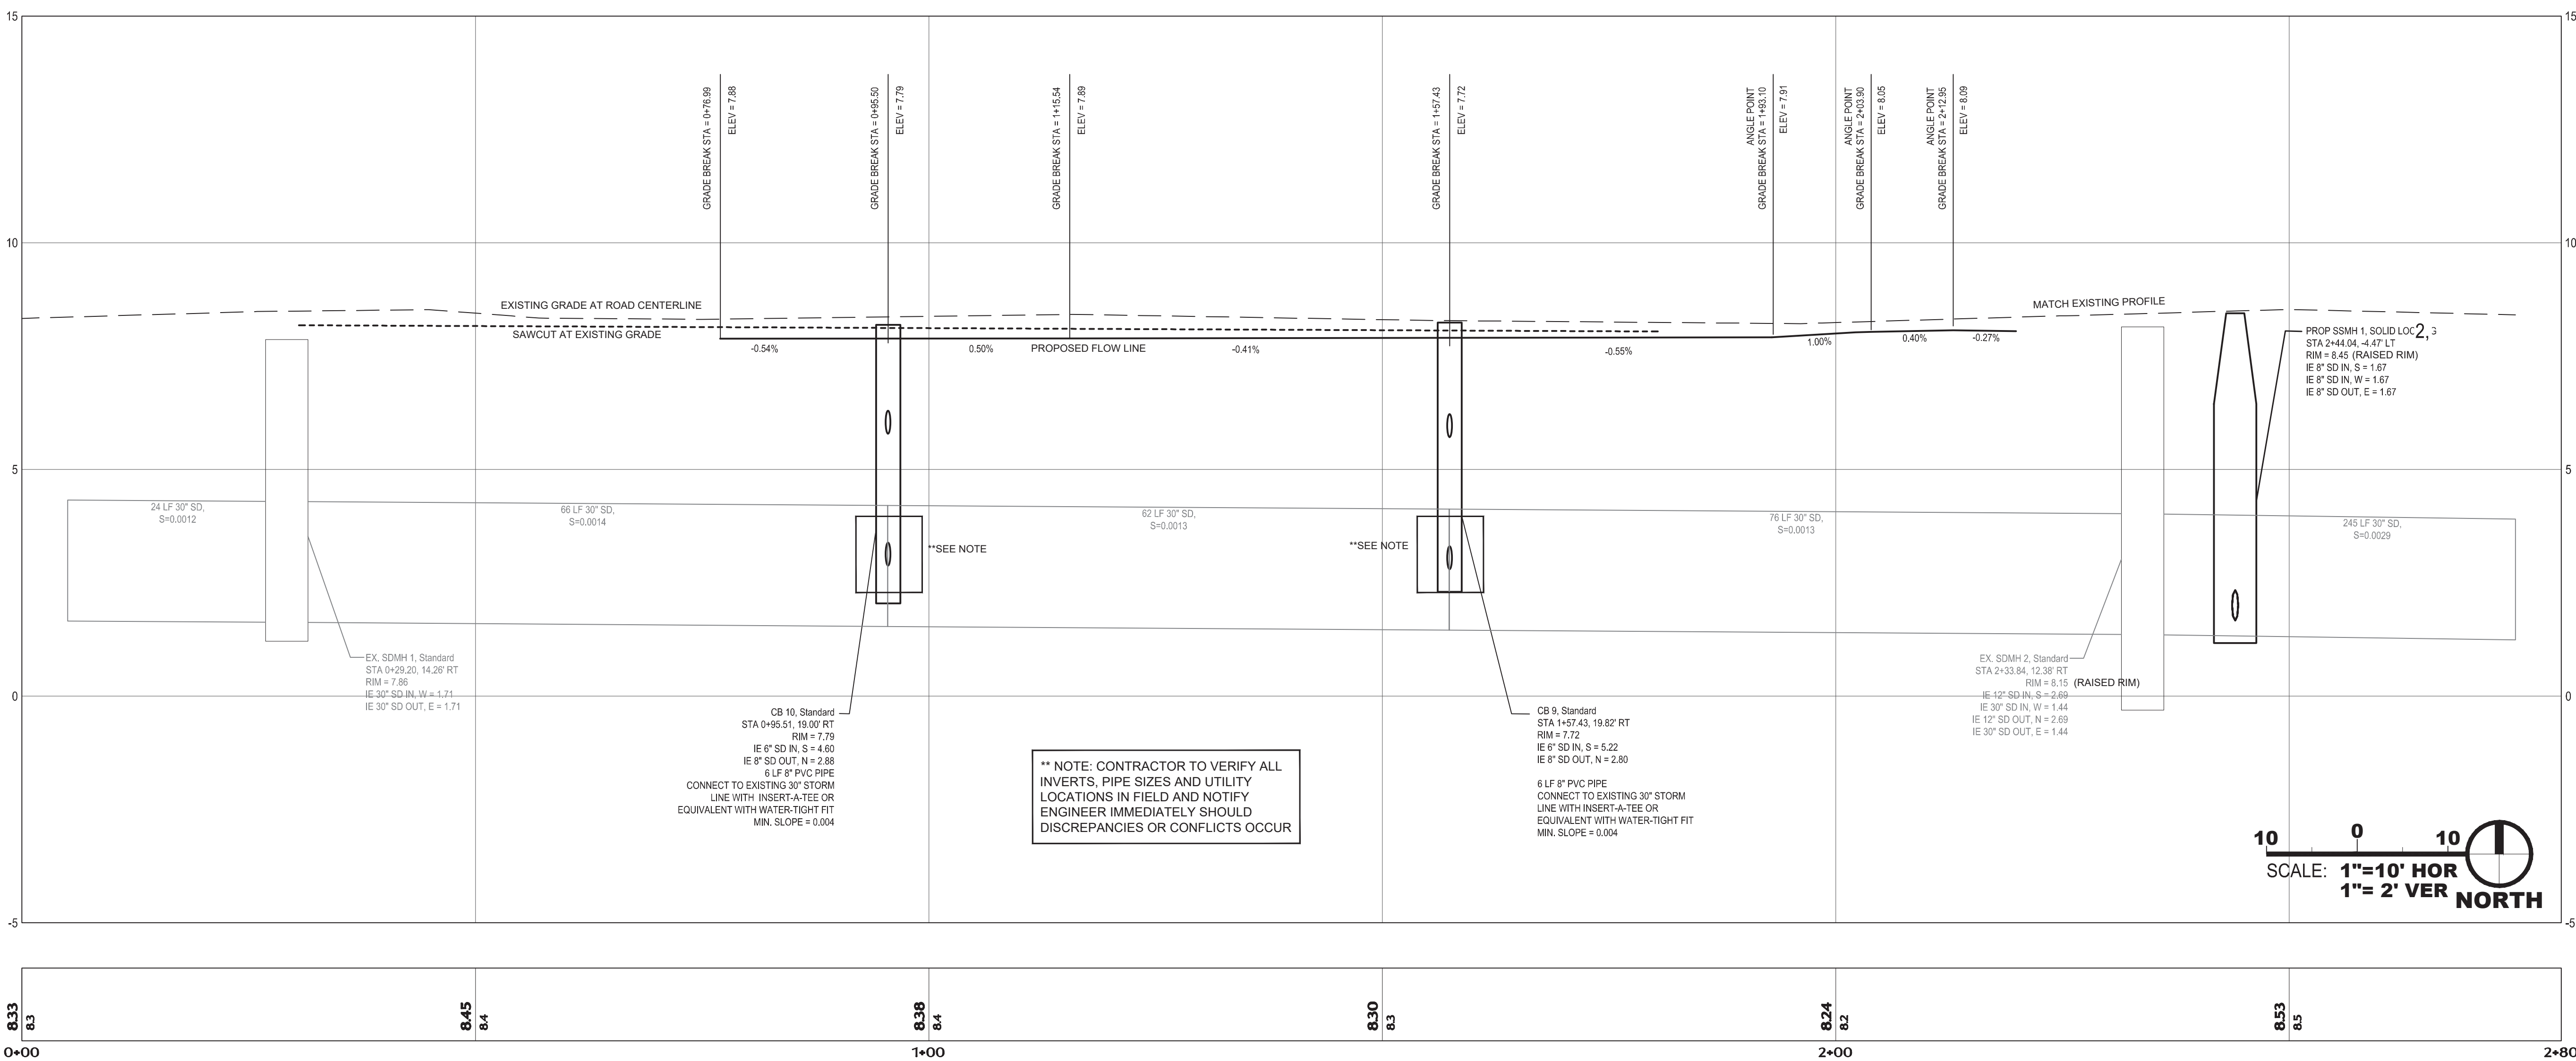 15
15
GRADE BREAK STA = 0+76.99
ELEV = 7.88
GRADE BREAK STA = 0+95.50
ELEV = 7.79
GRADE BREAK STA = 1+15.54
ELEV = 7.89
GRADE BREAK STA = 1+57.43
ELEV = 7.72
ANGLE POINT
GRADE BREAK STA = 1+93.10
ELEV = 7.91
ANGLE POINT
GRADE BREAK STA = 2+03.90
ELEV = 8.05
ANGLE POINT
GRADE BREAK STA = 2+12.95
ELEV = 8.09
10
10
EXISTING GRADE AT ROAD CENTERLINE
MATCH EXISTING PROFILE
SAWCUT AT EXISTING GRADE
-0.54%
0.50%
PROPOSED FLOW LINE
-0.41%
-0.55%
1.00%
0.40%
-0.27%
PROP SSMH 1, SOLID LOC 2,
STA 2+44.04, -4.47' LT
RIM = 8.45 (RAISED RIM)
IE 8" SD IN, S = 1.67
IE 8" SD IN, W = 1.67
IE 8" SD OUT, E = 1.67
5
5
24 LF 30" SD,
S=0.0012
66 LF 30" SD,
S=0.0014
62 LF 30" SD,
S=0.0013
76 LF 30" SD,
S=0.0013
245 LF 30" SD,
S=0.0029
**SEE NOTE
**SEE NOTE
EX. SDMH 1, Standard
STA 0+29.20, 14.26' RT
RIM = 7.86
IE 30" SD IN, W = 1.71
IE 30" SD OUT, E = 1.71
EX. SDMH 2, Standard
STA 2+33.84, 12.38' RT
RIM = 8.15 (RAISED RIM)
IE 12" SD IN, S = 2.69
IE 30" SD IN, W = 1.44
IE 12" SD OUT, N = 2.69
IE 30" SD OUT, E = 1.44
0
0
CB 10, Standard
STA 0+95.51, 19.00' RT
RIM = 7.79
IE 6" SD IN, S = 4.60
IE 8" SD OUT, N = 2.88
6 LF 8" PVC PIPE
CONNECT TO EXISTING 30" STORM
LINE WITH INSERT-A-TEE OR
EQUIVALENT WITH WATER-TIGHT FIT
MIN. SLOPE = 0.004
** NOTE: CONTRACTOR TO VERIFY ALL
INVERTS, PIPE SIZES AND UTILITY
LOCATIONS IN FIELD AND NOTIFY
ENGINEER IMMEDIATELY SHOULD
DISCREPANCIES OR CONFLICTS OCCUR
CB 9, Standard
STA 1+57.43, 19.82' RT
RIM = 7.72
IE 6" SD IN, S = 5.22
IE 8" SD OUT, N = 2.80
6 LF 8" PVC PIPE
CONNECT TO EXISTING 30" STORM
LINE WITH INSERT-A-TEE OR
EQUIVALENT WITH WATER-TIGHT FIT
MIN. SLOPE = 0.004
10 0 10
SCALE: 1"=10' HOR
1"= 2' VER
NORTH
-5
-5
8.33
8.3
8.45
8.4
8.38
8.4
8.30
8.3
8.24
8.2
8.53
8.5
0+00
1+00
2+00
2+80